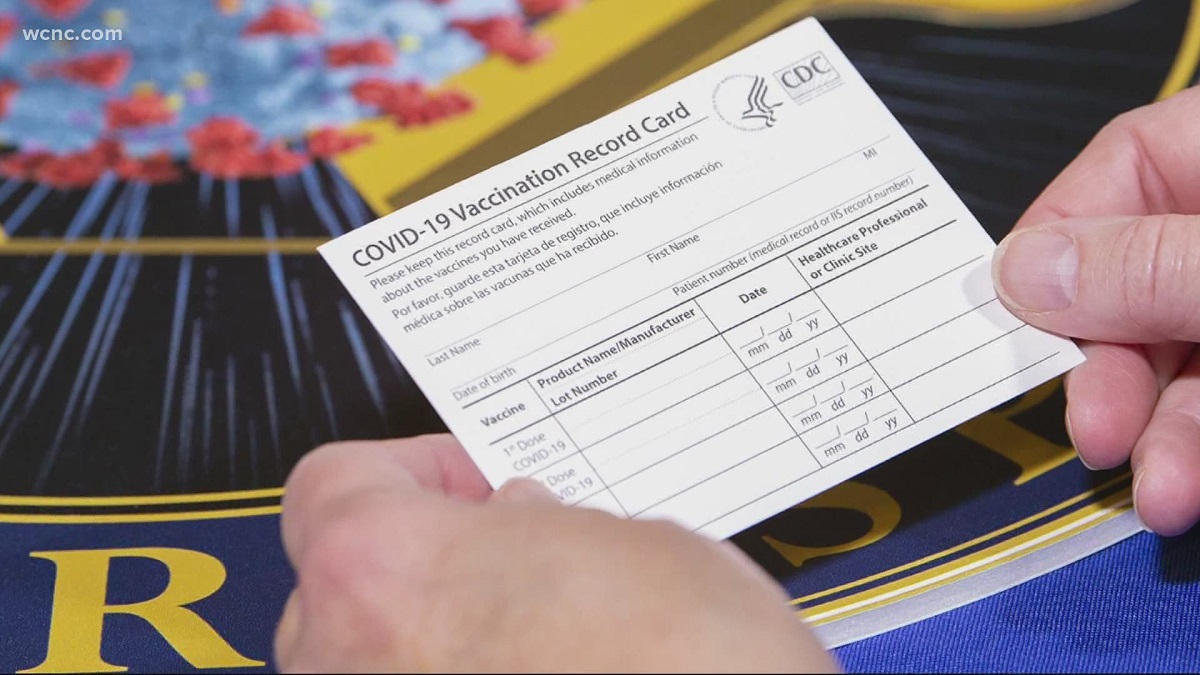 wcnc.com
CDC
COVID-19 Vaccination Record Card
Please keep this record card, which includes medical information
about the vaccines you have received.
Por favor, guarde esta tarjeta de registro, que incluye información
médica sobre las vacunas que ha recibido.
Last Name
First Name
MI
Date of birth
Patient number (medical record or IIS record number)
Vaccine
Product Name/Manufacturer
Lot Number
Date
Healthcare Professional
or Clinic Site
1st Dose
COVID-19
Dose
mm dd yy
mm dd yy
mm dd yy
mm dd yy
R
S